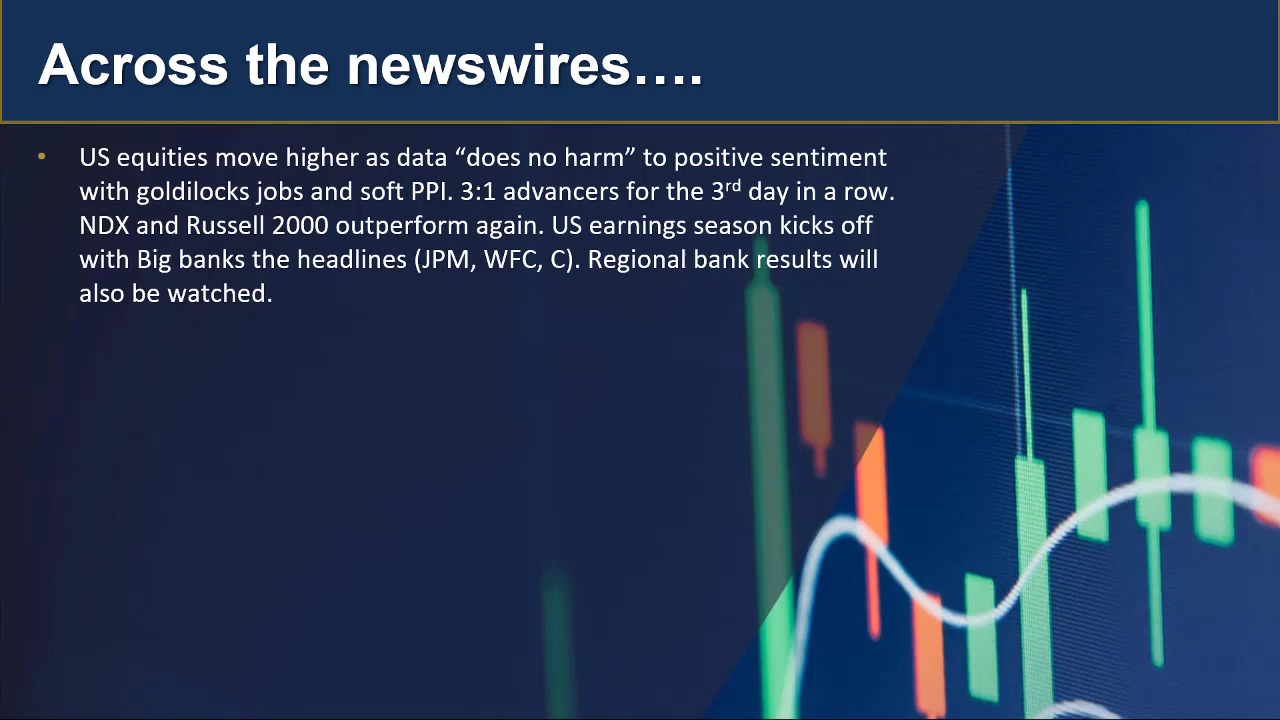 Across the newswires….
• US equities move higher as data “does no harm” to positive sentiment
with goldilocks jobs and soft PPI. 3:1 advancers for the 3rd day in a row.
NDX and Russell 2000 outperform again. US earnings season kicks off
with Big banks the headlines (JPM, WFC, C). Regional bank results will
also be watched.